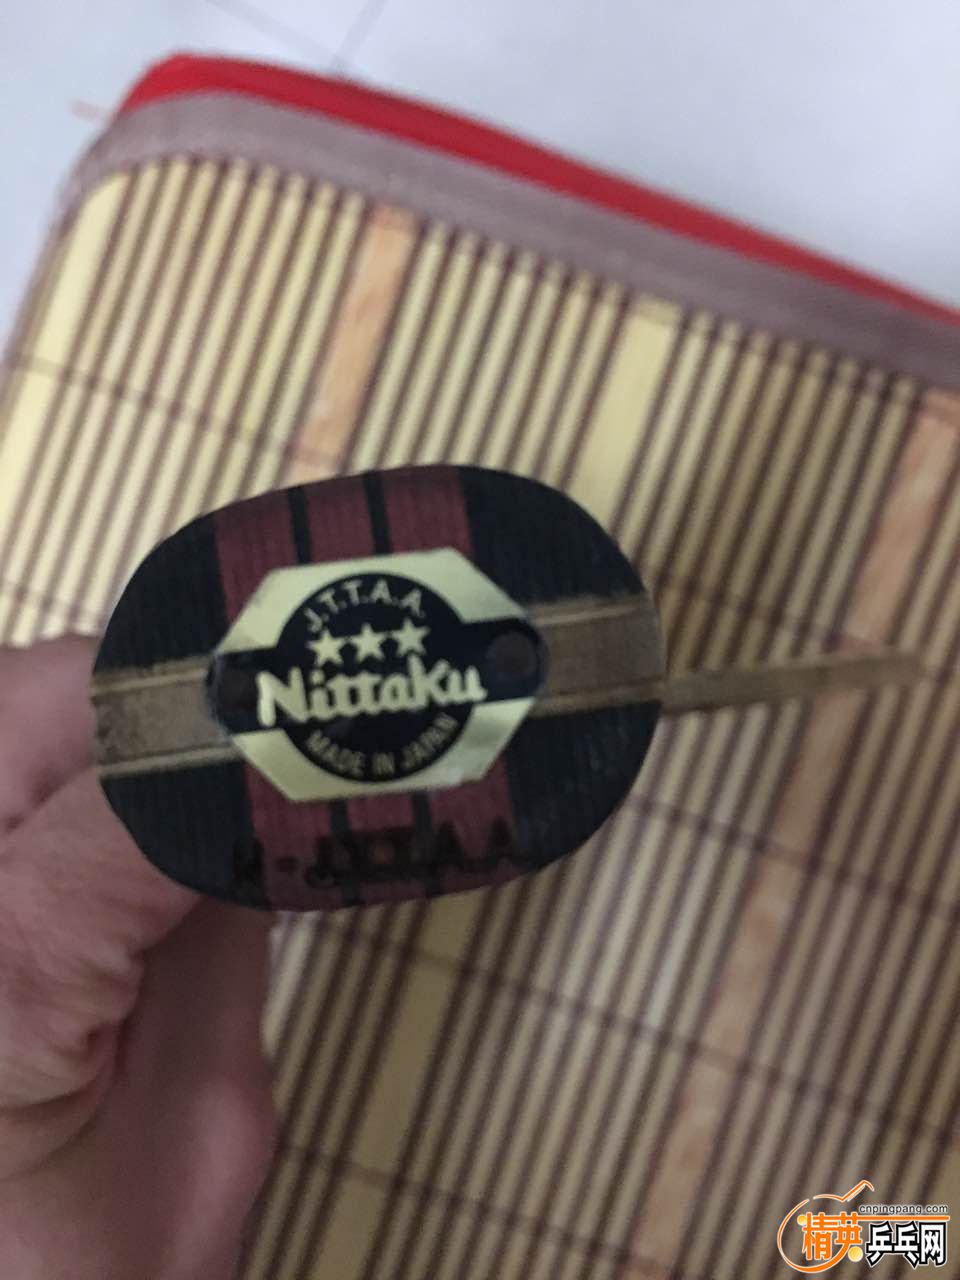 J.T.T.A.A.
★★★
Nittaku
MADE IN JAPAN
J.T.T.A.A
cnpingpang.com
精英乒乓网